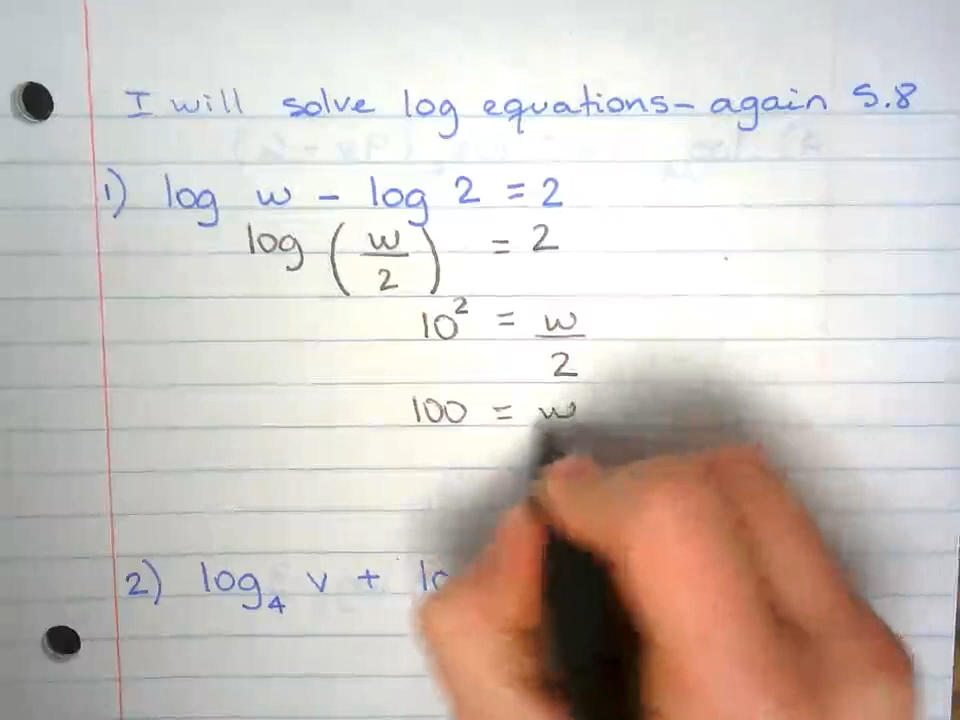 I will solve log equations - again 5.8
1) log w - log 2 = 2
log (w/2) = 2
10² = w/2
100 = w
2) log₄ v +